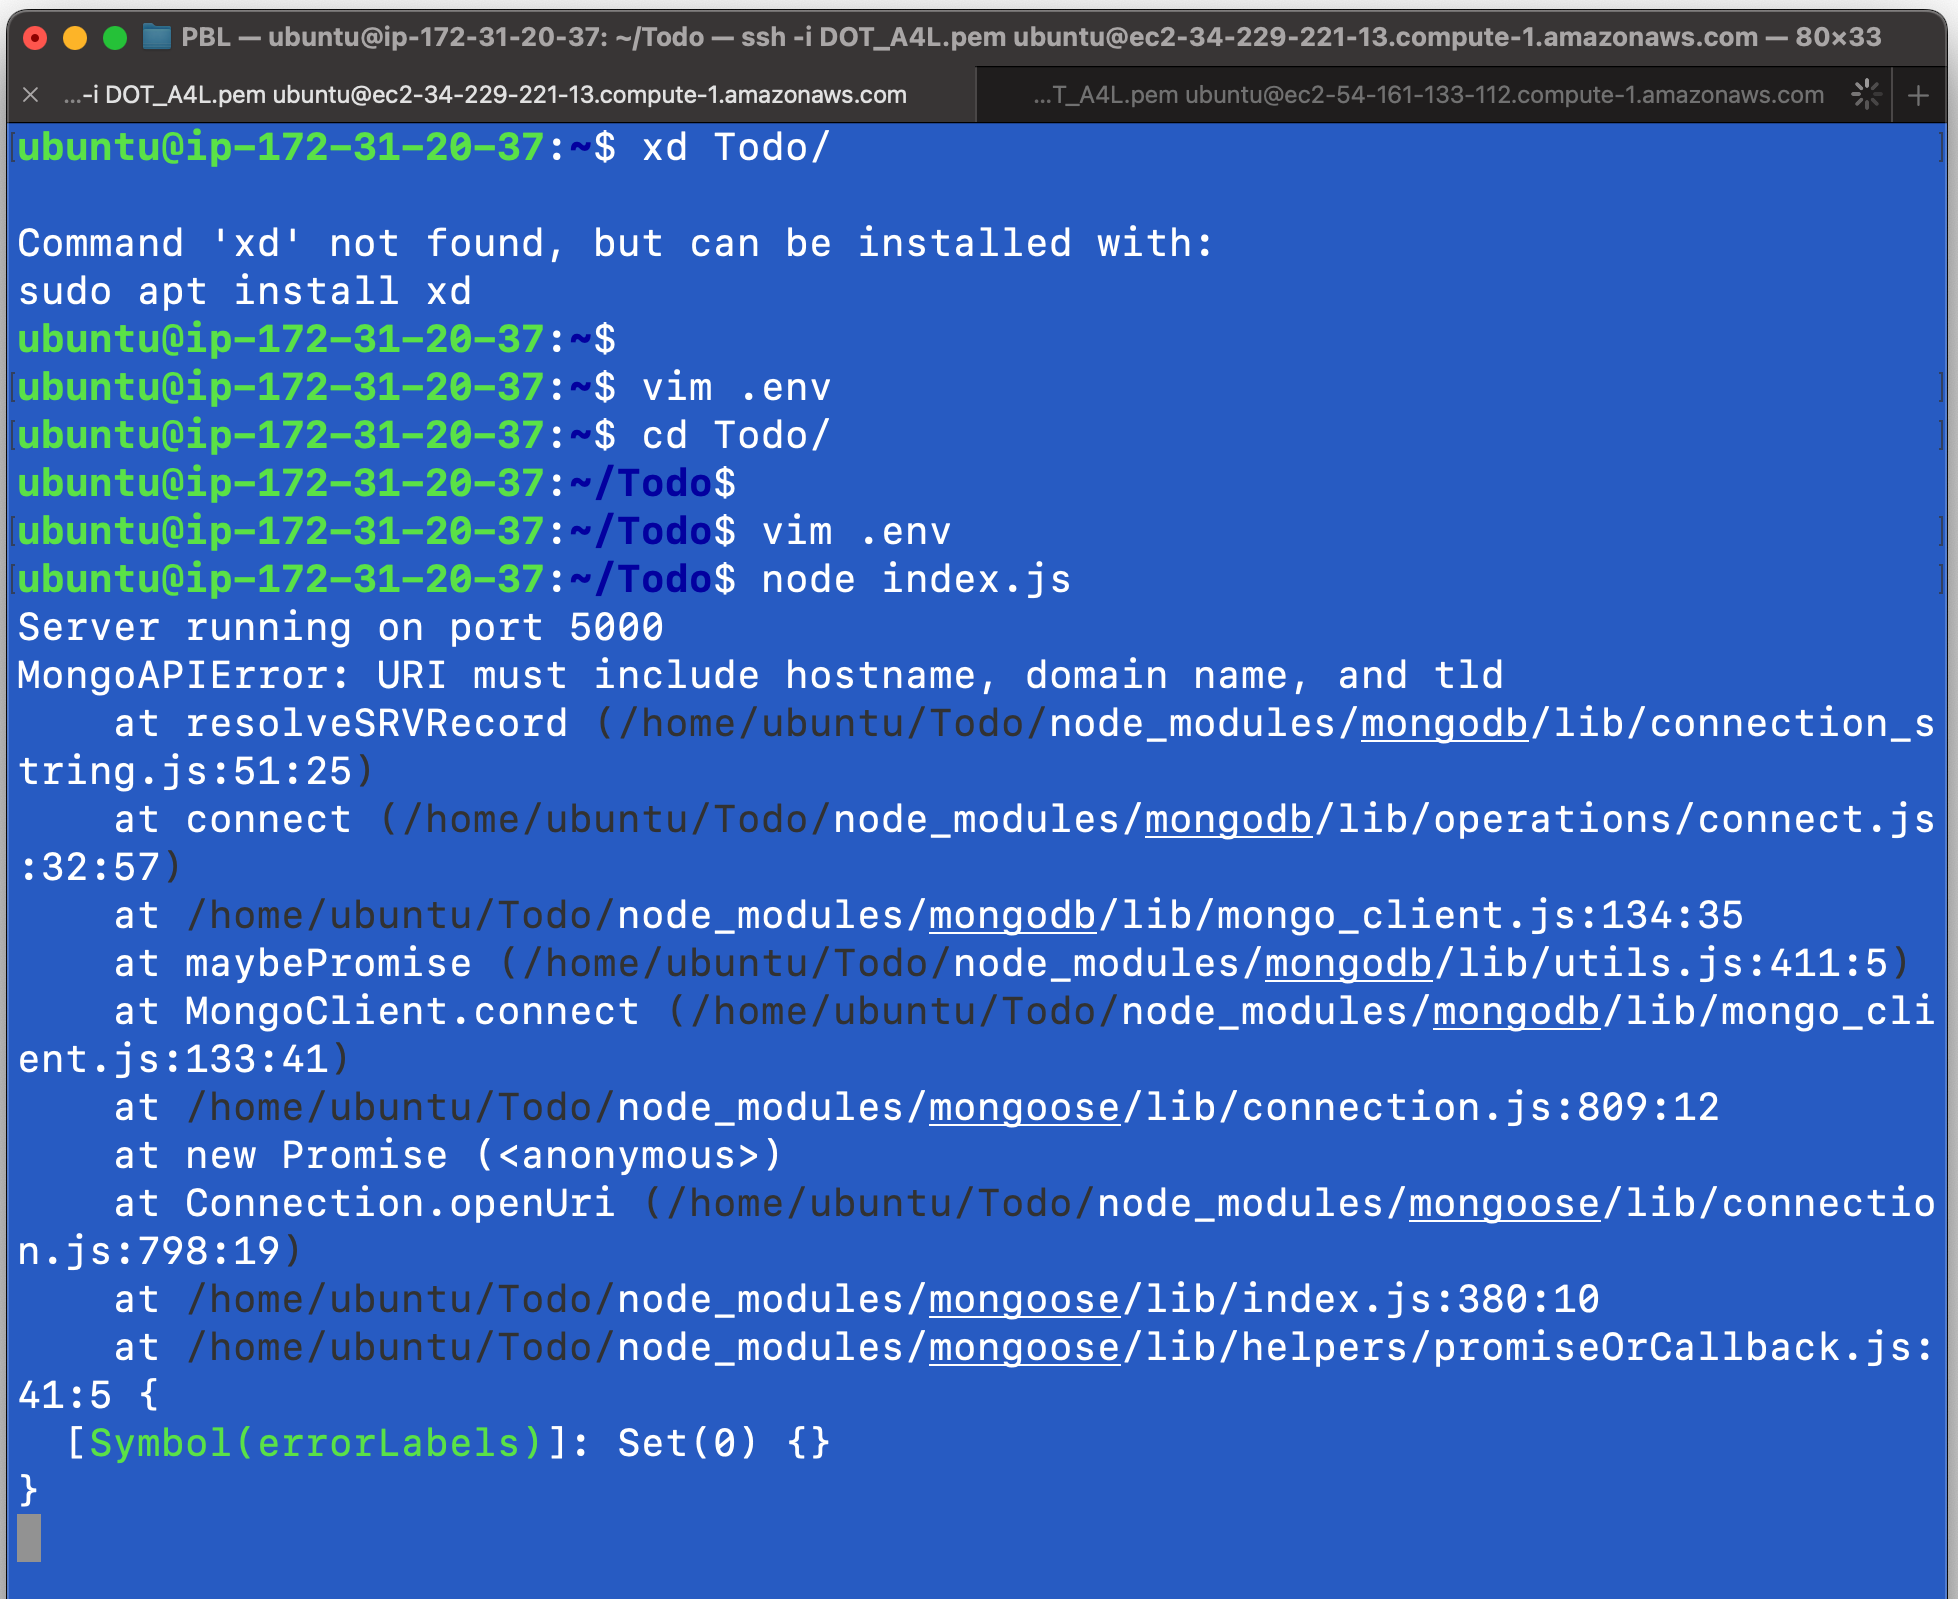 PBL — ubuntu@ip-172-31-20-37: ~/Todo — ssh -i DOT_A4L.pem ubuntu@ec2-34-229-221-13.compute-1.amazonaws.com — 80×33
...-i DOT_A4L.pem ubuntu@ec2-34-229-221-13.compute-1.amazonaws.com
...T_A4L.pem ubuntu@ec2-54-161-133-112.compute-1.amazonaws.com
ubuntu@ip-172-31-20-37:~$ xd Todo/
Command 'xd' not found, but can be installed with:
sudo apt install xd
ubuntu@ip-172-31-20-37:~$
ubuntu@ip-172-31-20-37:~$ vim .env
ubuntu@ip-172-31-20-37:~$ cd Todo/
ubuntu@ip-172-31-20-37:~/Todo$
ubuntu@ip-172-31-20-37:~/Todo$ vim .env
ubuntu@ip-172-31-20-37:~/Todo$ node index.js
Server running on port 5000
MongoAPIError: URI must include hostname, domain name, and tld
    at resolveSRVRecord (/home/ubuntu/Todo/node_modules/mongodb/lib/connection_s
tring.js:51:25)
    at connect (/home/ubuntu/Todo/node_modules/mongodb/lib/operations/connect.js
:32:57)
    at /home/ubuntu/Todo/node_modules/mongodb/lib/mongo_client.js:134:35
    at maybePromise (/home/ubuntu/Todo/node_modules/mongodb/lib/utils.js:411:5)
    at MongoClient.connect (/home/ubuntu/Todo/node_modules/mongodb/lib/mongo_cli
ent.js:133:41)
    at /home/ubuntu/Todo/node_modules/mongoose/lib/connection.js:809:12
    at new Promise (<anonymous>)
    at Connection.openUri (/home/ubuntu/Todo/node_modules/mongoose/lib/connectio
n.js:798:19)
    at /home/ubuntu/Todo/node_modules/mongoose/lib/index.js:380:10
    at /home/ubuntu/Todo/node_modules/mongoose/lib/helpers/promiseOrCallback.js:
41:5 {
  [Symbol(errorLabels)]: Set(0) {}
}